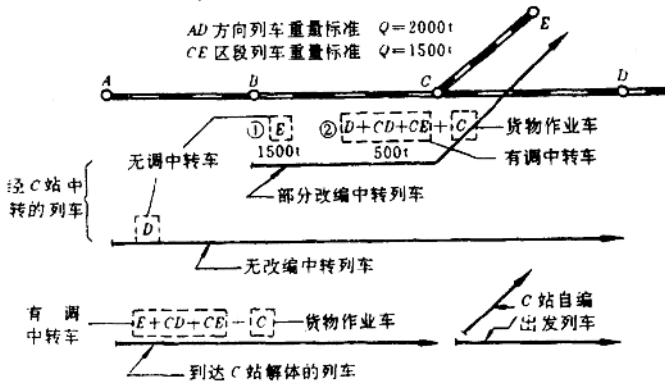 AD方向列车重量标准 Q=2000t
CE区段列车重量标准 Q=1500t
E
A B C D
① E ② D+CD+CE + C 货物作业车
1500t 500t 有调中转车
无调中转车
部分改编中转列车
经C站中
转的列车
D
无改编中转列车
有调
中转车
E+CD+CE - C 货物作业车
到达C站解体的列车
C站自编
出发列车